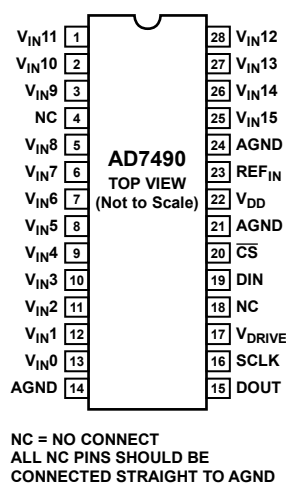 VIN11 1
VIN10 2
VIN9 3
NC 4
VIN8 5
VIN7 6
VIN6 7
VIN5 8
VIN4 9
VIN3 10
VIN2 11
VIN1 12
VIN0 13
AGND 14
AD7490
TOP VIEW
(Not to Scale)
28 VIN12
27 VIN13
26 VIN14
25 VIN15
24 AGND
23 REFIN
22 VDD
21 AGND
20 CS
19 DIN
18 NC
17 VDRIVE
16 SCLK
15 DOUT
NC = NO CONNECT
ALL NC PINS SHOULD BE
CONNECTED STRAIGHT TO AGND